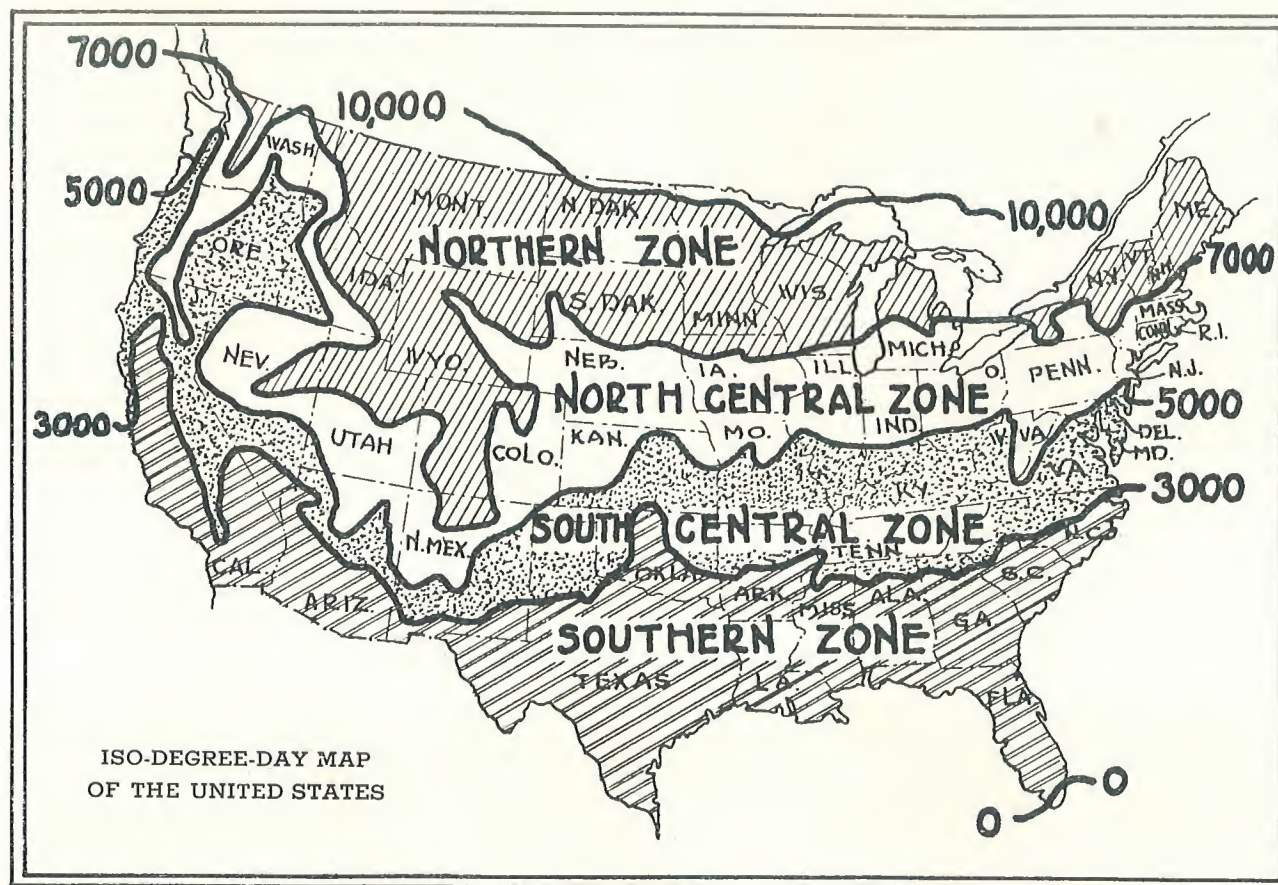 7000
10,000
WASH
5000
MONT.
N. DAK
10,000
ME.
ORE
NORTHERN ZONE
7000
IDA.
N.Y.
VT.
N.H.
S. DAK
WIS.
MINN.
MASS
CONN
R.I.
NEV.
WYO.
NEB.
IA.
ILL.
MICH.
O.
PENN.
N.J.
NORTH CENTRAL ZONE
5000
3000
UTAH
COLO.
KAN.
MO.
IND.
W. VA.
DEL.
MD.
KY
VA
3000
SOUTH CENTRAL ZONE
N.MEX.
TENN
N.C.
CAL.
OKLA.
S.C.
ARIZ
ARK.
MISS
ALA.
GA.
SOUTHERN ZONE
TEXAS
LA.
FLA.
ISO-DEGREE-DAY MAP
OF THE UNITED STATES
0
0